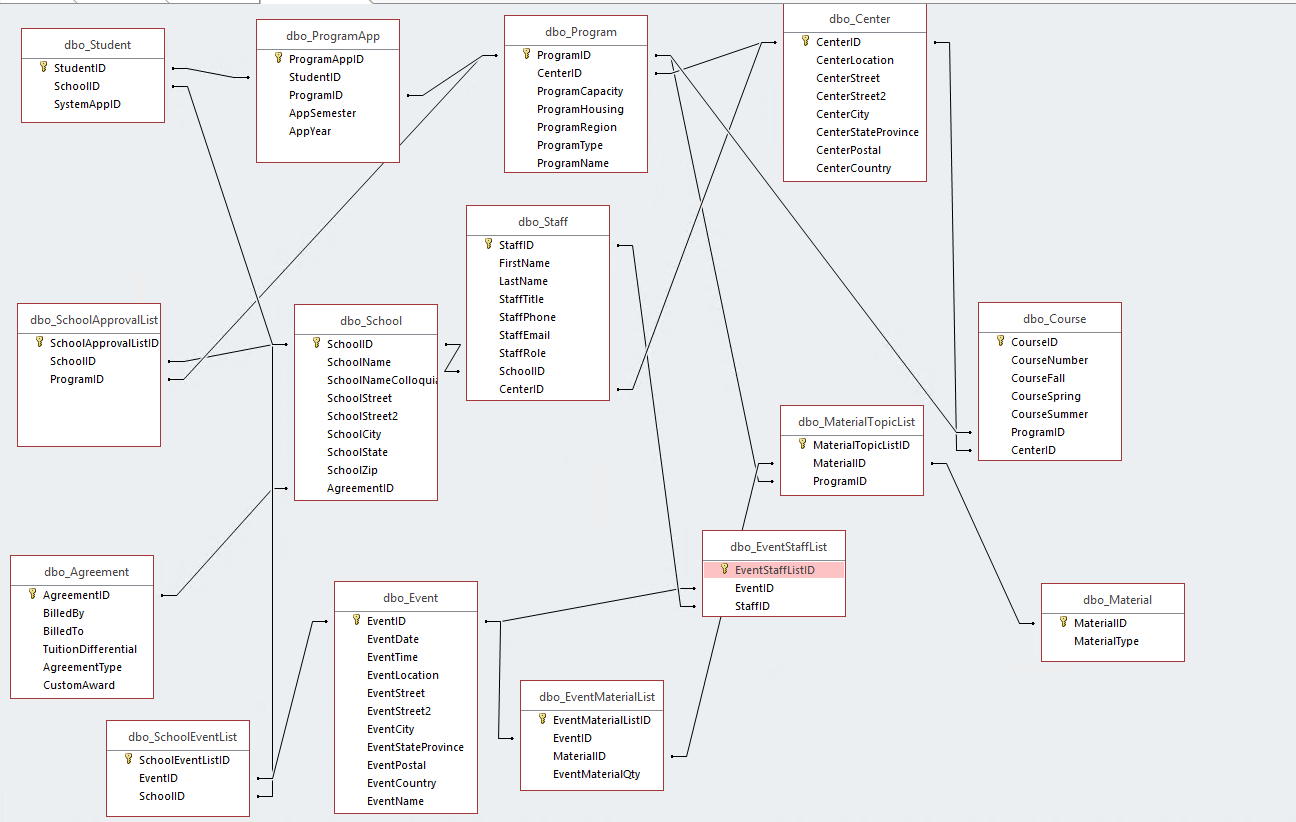 dbo_Student
StudentID
SchoolID
SystemAppID
dbo_ProgramApp
ProgramAppID
StudentID
ProgramID
AppSemester
AppYear
dbo_Program
ProgramID
CenterID
ProgramCapacity
ProgramHousing
ProgramRegion
ProgramType
ProgramName
dbo_Center
CenterID
CenterLocation
CenterStreet
CenterStreet2
CenterCity
CenterStateProvince
CenterPostal
CenterCountry
dbo_Staff
StaffID
FirstName
LastName
StaffTitle
StaffPhone
StaffEmail
StaffRole
SchoolID
CenterID
dbo_SchoolApprovalList
SchoolApprovalListID
SchoolID
ProgramID
dbo_School
SchoolID
SchoolName
SchoolNameColloquia
SchoolStreet
SchoolStreet2
SchoolCity
SchoolState
SchoolZip
AgreementID
dbo_Course
CourseID
CourseNumber
CourseFall
CourseSpring
CourseSummer
ProgramID
CenterID
dbo_MaterialTopicList
MaterialTopicListID
MaterialID
ProgramID
dbo_EventStaffList
EventStaffListID
EventID
StaffID
dbo_Agreement
AgreementID
BilledBy
BilledTo
TuitionDifferential
AgreementType
CustomAward
dbo_Event
EventID
EventDate
EventTime
EventLocation
EventStreet
EventStreet2
EventCity
EventStateProvince
EventPostal
EventCountry
EventName
dbo_Material
MaterialID
MaterialType
dbo_EventMaterialList
EventMaterialListID
EventID
MaterialID
EventMaterialQty
dbo_SchoolEventList
SchoolEventListID
EventID
SchoolID